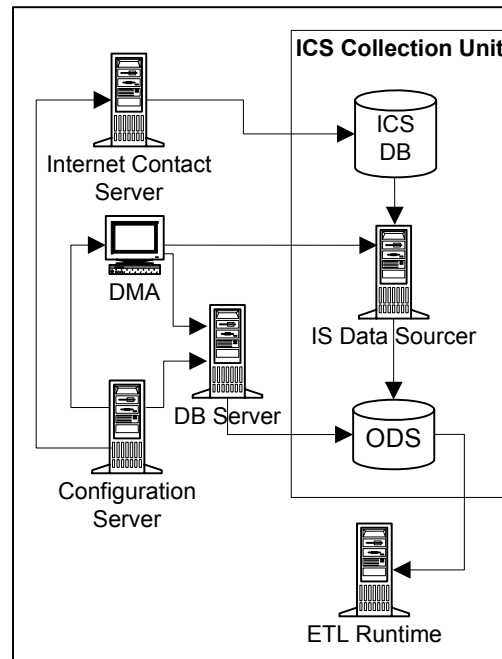 ICS Collection Unit
ICS
DB
Internet Contact
Server
DMA
IS Data Sourcer
DB Server
ODS
Configuration
Server
ETL Runtime